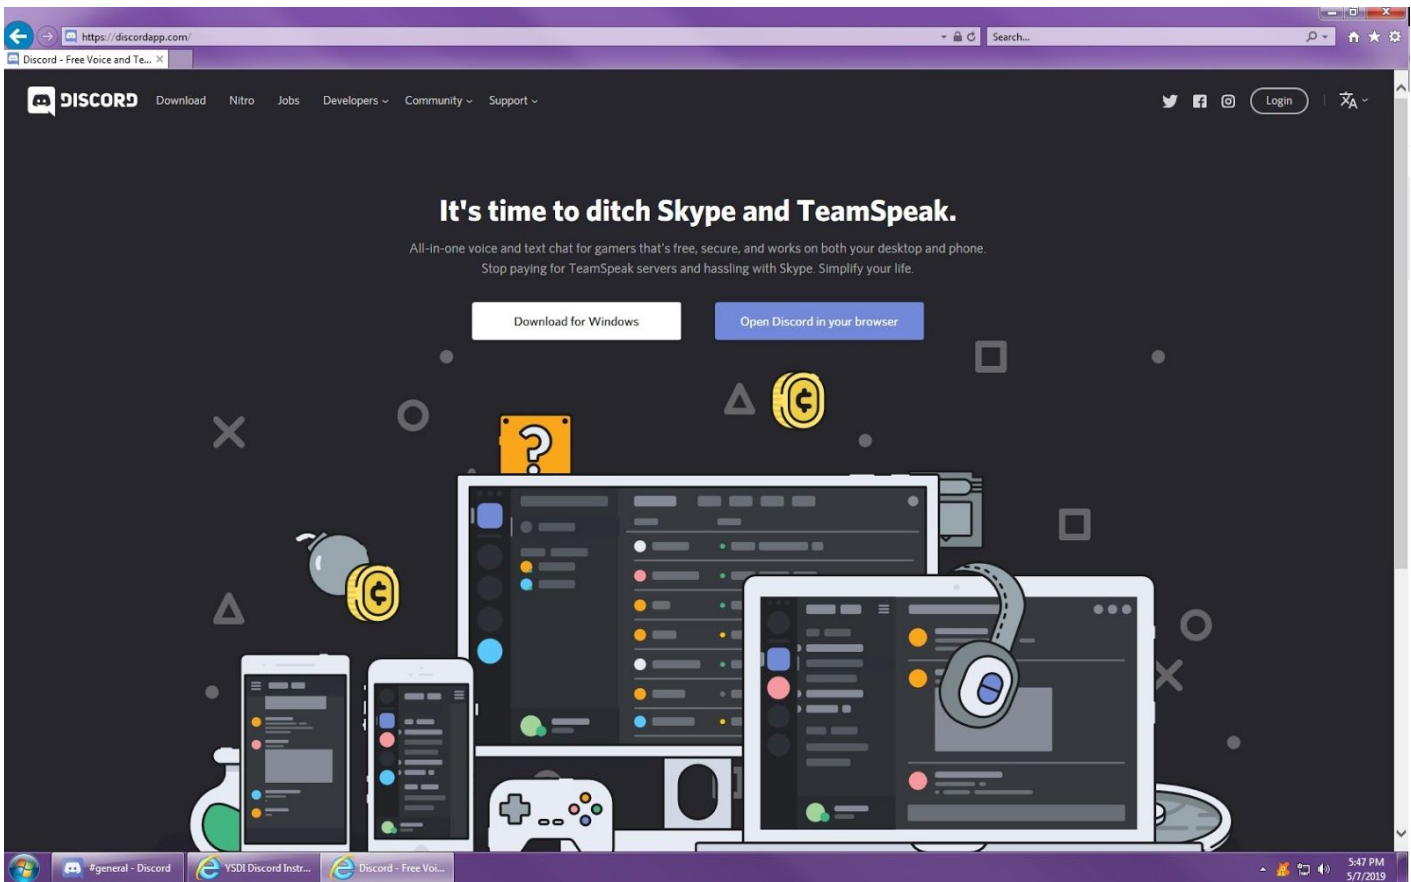 https://discordapp.com/
Search...
Discord - Free Voice and Te...
DISCORD
Download
Nitro
Jobs
Developers
Community
Support
Login
It's time to ditch Skype and TeamSpeak.
All-in-one voice and text chat for gamers that's free, secure, and works on both your desktop and phone.
Stop paying for TeamSpeak servers and hassling with Skype. Simplify your life.
Download for Windows
Open Discord in your browser
?
#general - Discord
YSDI Discord Instr...
Discord - Free Voi...
5:47 PM
5/7/2019